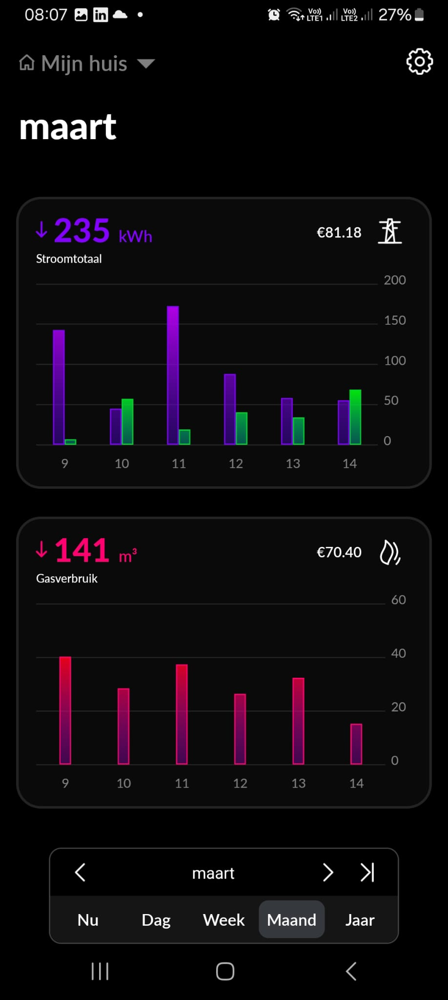 08:07 in Vo)) LTE1 Vo)) LTE2 27%
Mijn huis
maart
235 kWh €81.18
Stroomtotaal
200
150
100
50
0
9 10 11 12 13 14
141 m³ €70.40
Gasverbruik
60
40
20
0
9 10 11 12 13 14
maart
Nu Dag Week Maand Jaar